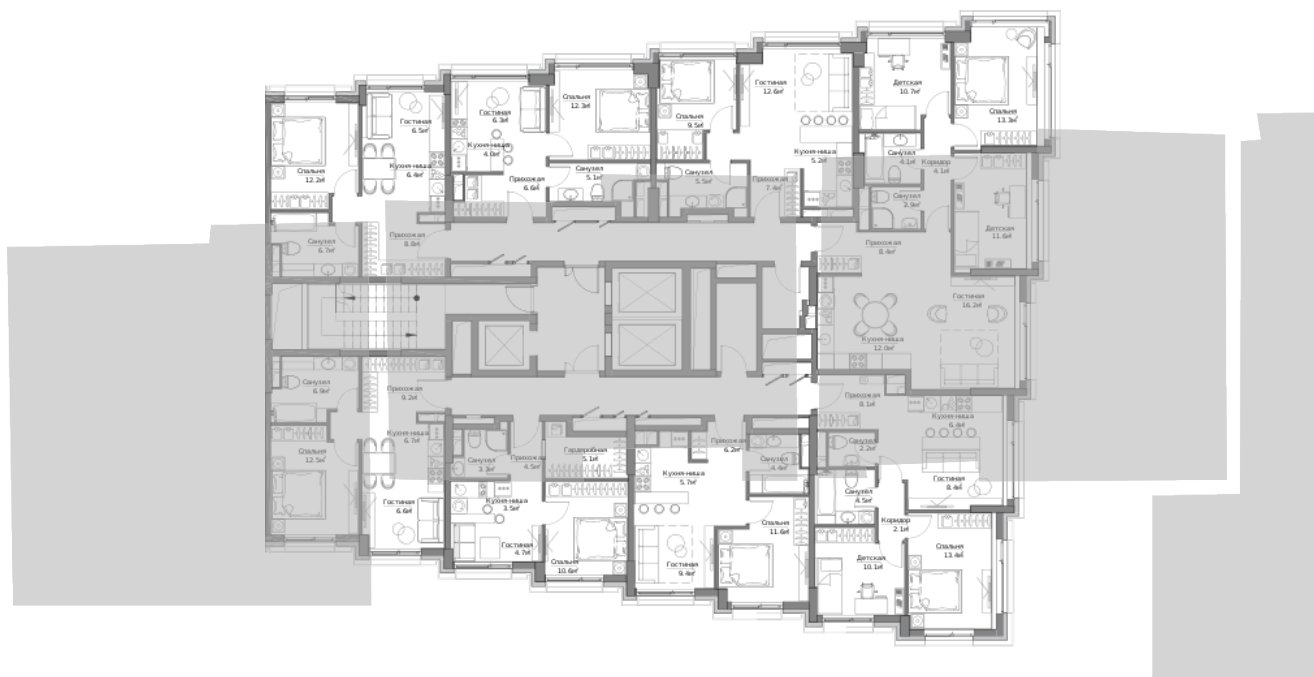 Детская
10.7м²
Спальня
13.3м²
Гостиная
12.6м²
Спальня
12.3м²
Спальня
9.5м²
Гостиная
6.3м²
Гостиная
6.5м²
Спальня
12.2м²
Кухня-ниша
4.0м²
Кухня-ниша
6.4м²
Кухня-ниша
5.2м²
Санузел
4.1м²
Коридор
4.1м²
Санузел
5.1м²
Санузел
5.5м²
Прихожая
6.6м²
Прихожая
7.4м²
Санузел
3.9м²
Детская
11.6м²
Санузел
6.7м²
Прихожая
8.0м²
Прихожая
8.4м²
Гостиная
16.2м²
Кухня-ниша
12.0м²
Санузел
6.9м²
Прихожая
9.2м²
Прихожая
8.1м²
Кухня-ниша
6.4м²
Кухня-ниша
6.7м²
Спальня
12.5м²
Санузел
3.3м²
Прихожая
4.5м²
Гардеробная
5.1м²
Прихожая
6.2м²
Санузел
4.4м²
Санузел
2.2м²
Кухня-ниша
5.7м²
Гостиная
8.4м²
Гостиная
6.6м²
Кухня-ниша
3.5м²
Санузел
4.5м²
Коридор
2.1м²
Спальня
11.6м²
Гостиная
4.7м²
Спальня
10.6м²
Гостиная
9.4м²
Детская
10.1м²
Спальня
13.4м²